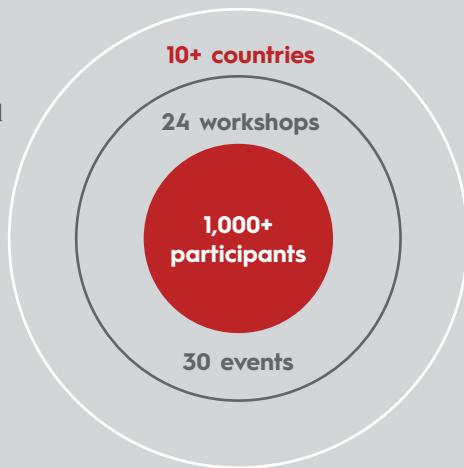 10+ countries
24 workshops
1,000+
participants
30 events